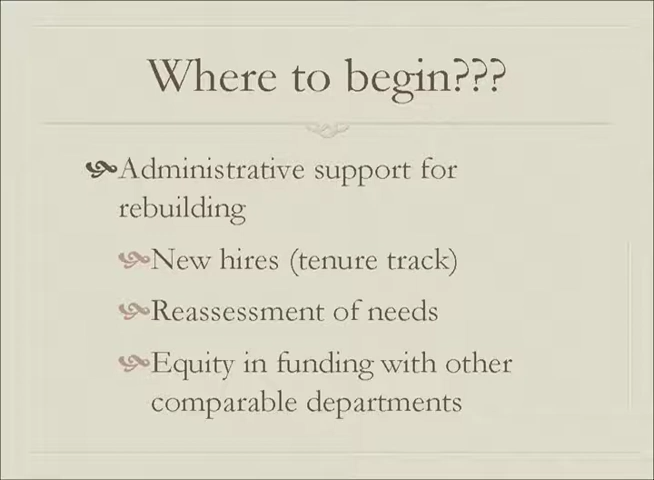 Where to begin???
Administrative support for
rebuilding
New hires (tenure track)
Reassessment of needs
Equity in funding with other
comparable departments